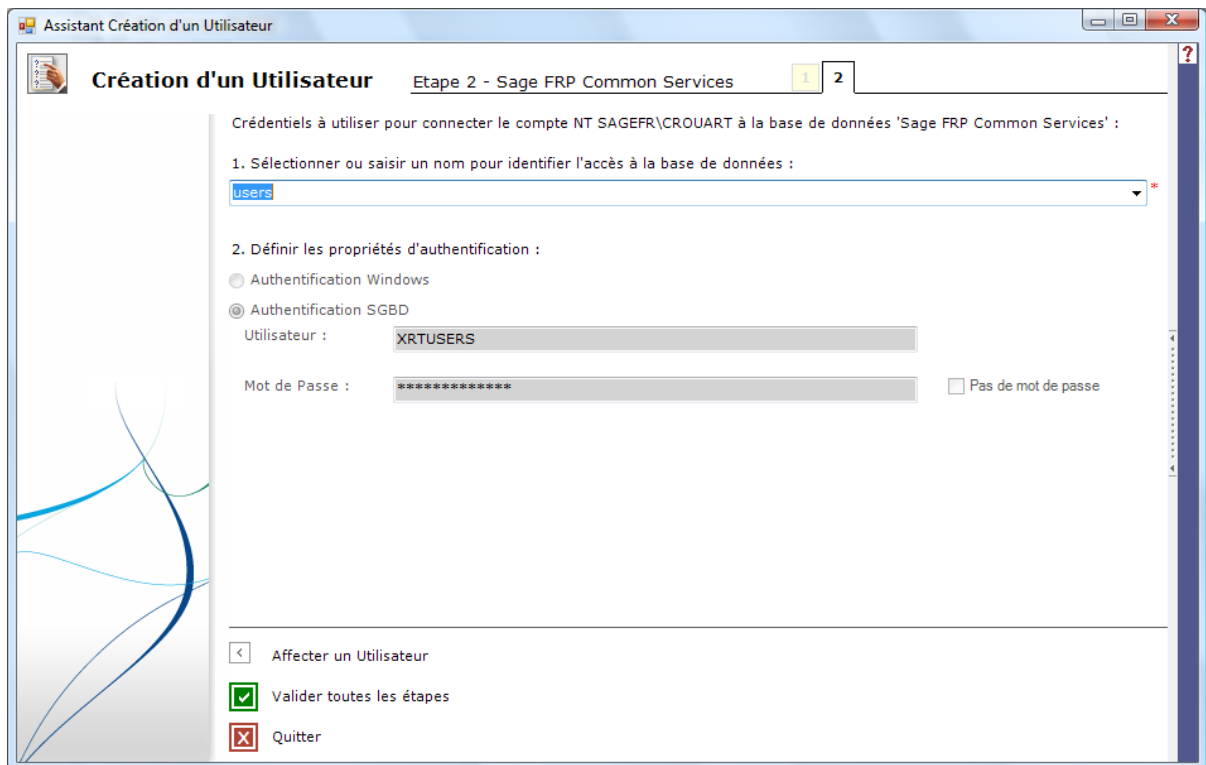 Assistant Création d'un Utilisateur
?
Création d'un Utilisateur Etape 2 - Sage FRP Common Services 1 2
Crédentiels à utiliser pour connecter le compte NT SAGEFR\CROUART à la base de données 'Sage FRP Common Services' :
1. Sélectionner ou saisir un nom pour identifier l'accès à la base de données :
users *
2. Définir les propriétés d'authentification :
Authentification Windows
Authentification SGBD
Utilisateur : XRTUSERS
Mot de Passe : ************* Pas de mot de passe
Affecter un Utilisateur
Valider toutes les étapes
Quitter